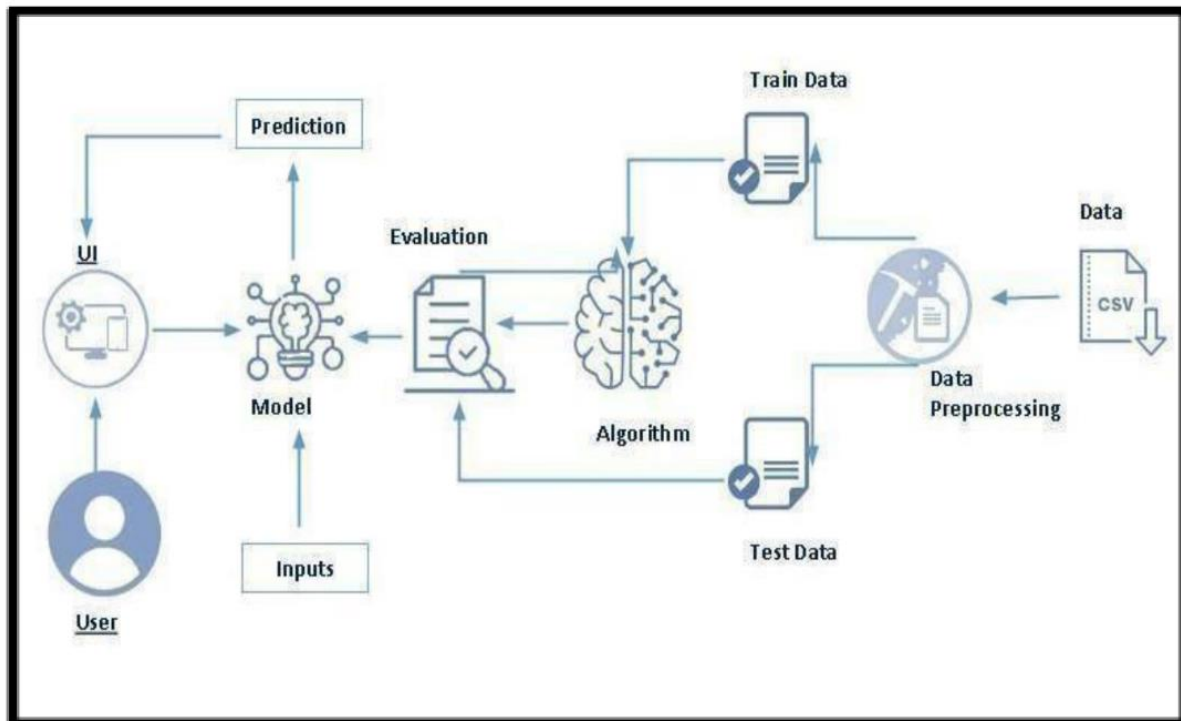 Train Data
Prediction
Data
Evaluation
UI
CSV
Data
Preprocessing
Model
Algorithm
Inputs
Test Data
User